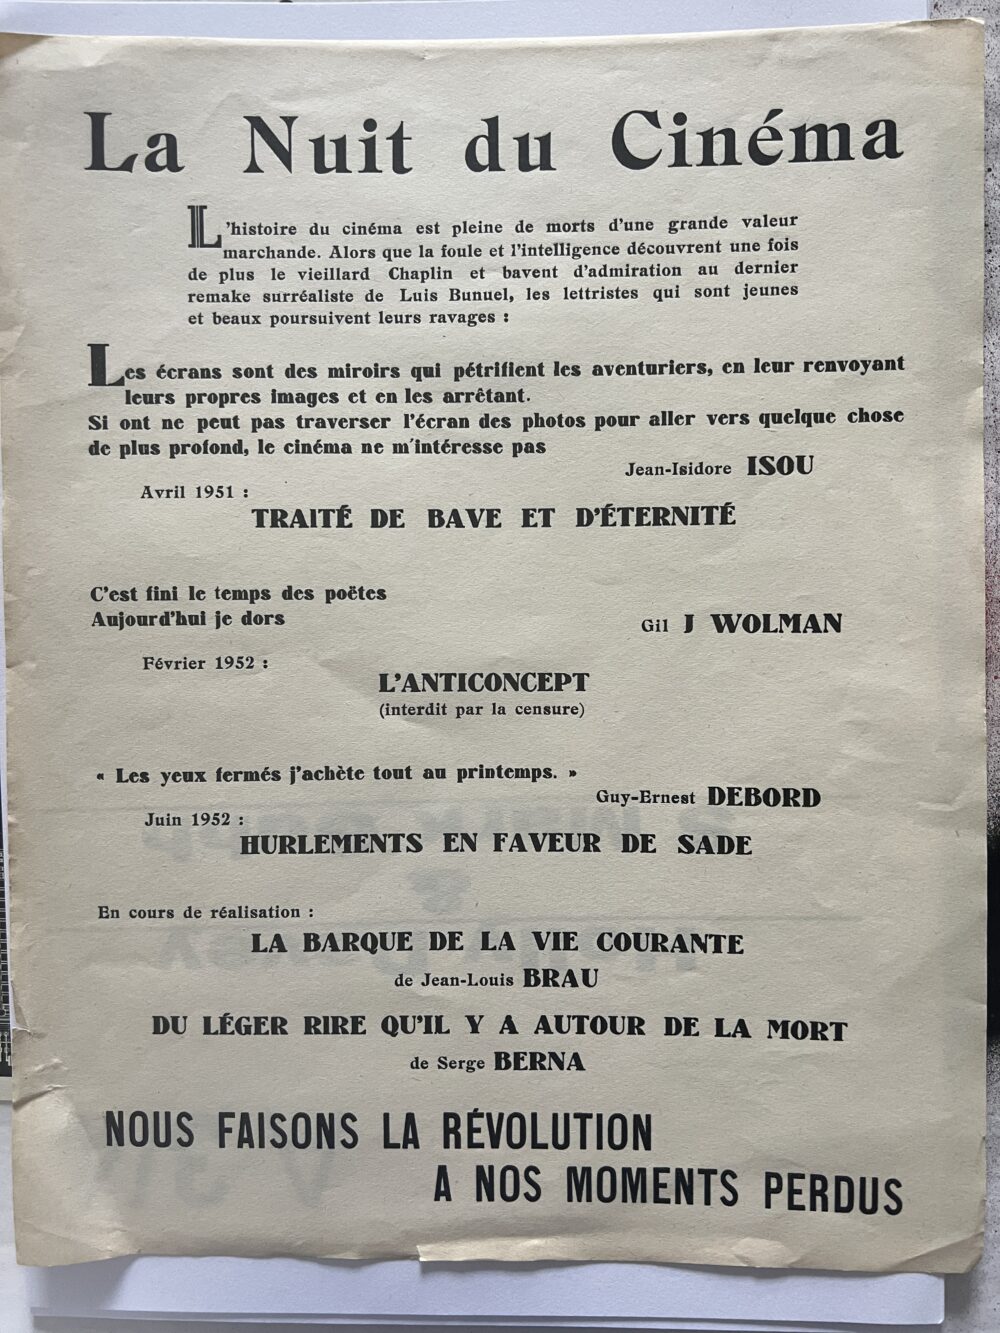 La Nuit du Cinéma
L'histoire du cinéma est pleine de morts d'une grande valeur
marchande. Alors que la foule et l'intelligence découvrent une fois
de plus le vieillard Chaplin et bavent d'admiration au dernier
remake surréaliste de Luis Bunuel, les lettristes qui sont jeunes
et beaux poursuivent leurs ravages :
Les écrans sont des miroirs qui pétrifient les aventuriers, en leur renvoyant
leurs propres images et en les arrêtant.
Si ont ne peut pas traverser l'écran des photos pour aller vers quelque chose
de plus profond, le cinéma ne m'intéresse pas
Jean-Isidore ISOU
Avril 1951 :
TRAITÉ DE BAVE ET D'ÉTERNITÉ
C'est fini le temps des poëtes
Aujourd'hui je dors
Gil J WOLMAN
Février 1952 :
L'ANTICONCEPT
(interdit par la censure)
« Les yeux fermés j'achète tout au printemps. »
Guy-Ernest DEBORD
Juin 1952 :
HURLEMENTS EN FAVEUR DE SADE
En cours de réalisation :
LA BARQUE DE LA VIE COURANTE
de Jean-Louis BRAU
DU LÉGER RIRE QU'IL Y A AUTOUR DE LA MORT
de Serge BERNA
NOUS FAISONS LA RÉVOLUTION
A NOS MOMENTS PERDUS